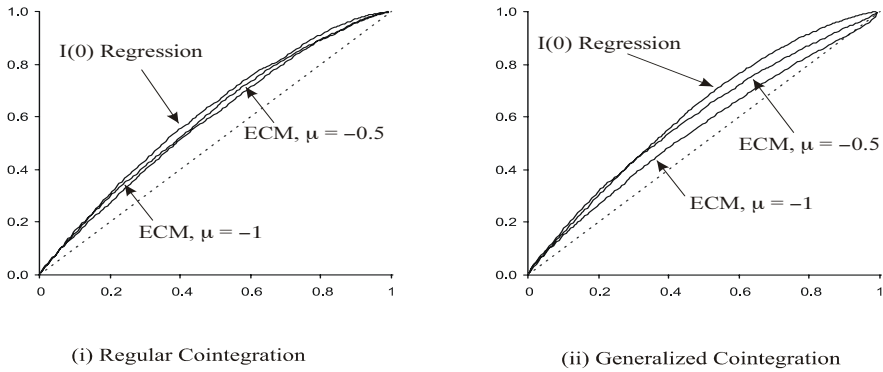 1.0
I(0) Regression
0.8
0.6
ECM, μ = –0.5
0.4
0.2
ECM, μ = –1
0.0
0 0.2 0.4 0.6 0.8 1
(i) Regular Cointegration
1.0
I(0) Regression
0.8
0.6
ECM, μ = –0.5
0.4
0.2
ECM, μ = –1
0.0
0 0.2 0.4 0.6 0.8 1
(ii) Generalized Cointegration